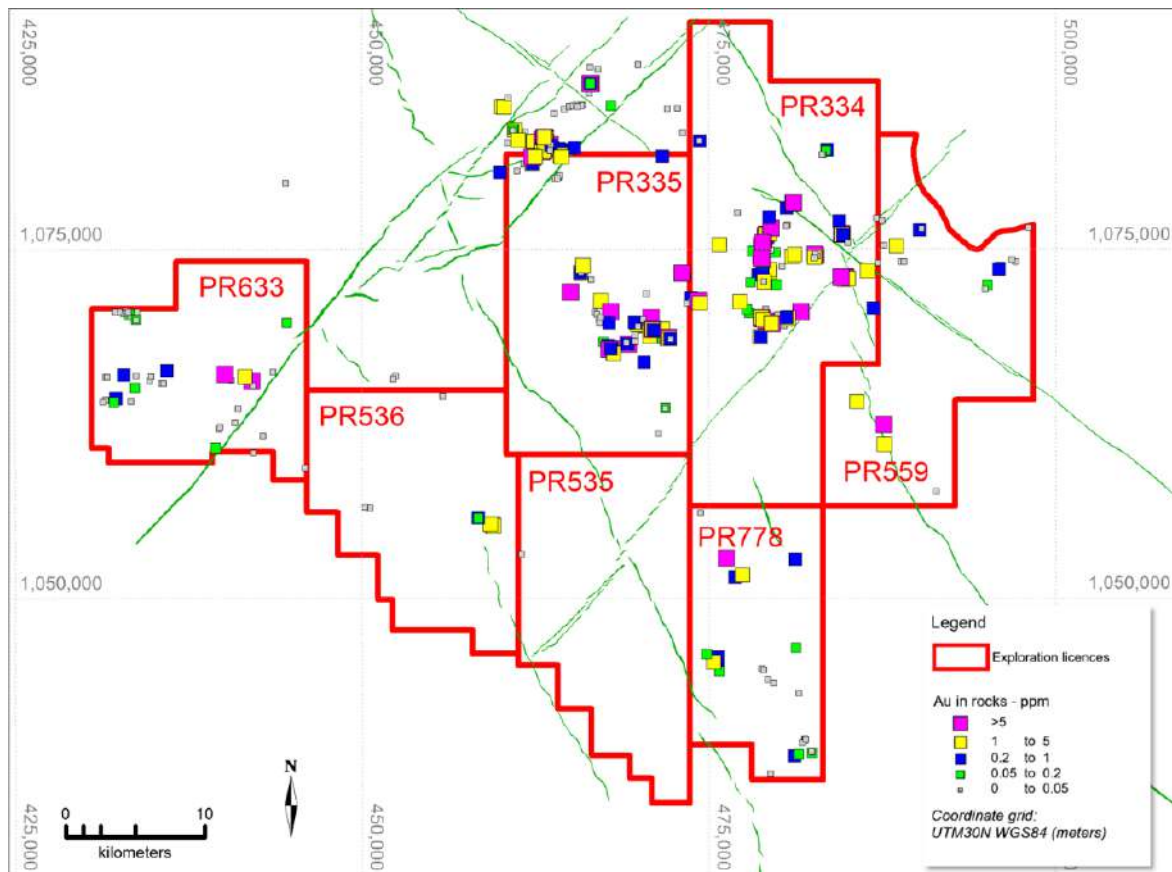 425,000
450,000
475,000
500,000
PR334
PR335
1,075,000
1,075,000
PR633
PR536
PR535
PR559
PR778
1,050,000
1,050,000
Legend
Exploration licences
Au in rocks - ppm
>5
1 to 5
0.2 to 1
0.05 to 0.2
0 to 0.05
Coordinate grid:
UTM30N WGS84 (meters)
N
0 10
kilometers
425,000
450,000
475,000